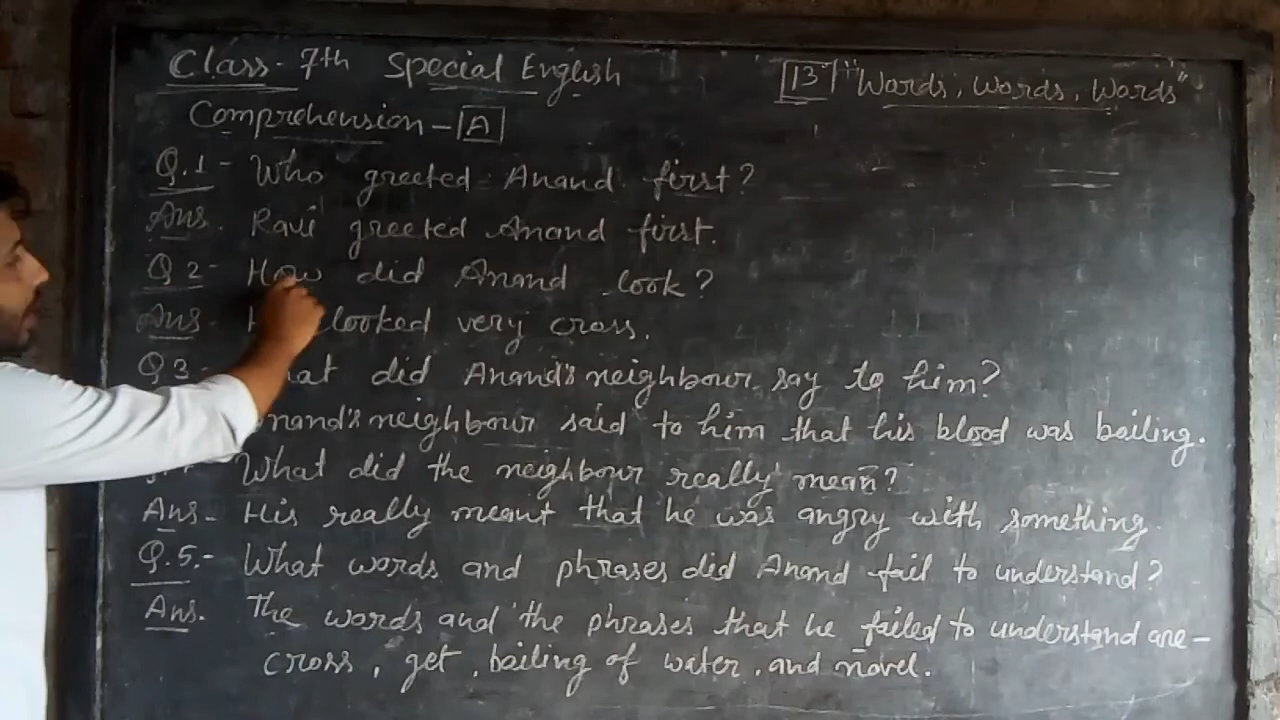 Class- 7th Special English
13 "Words, Words, Words"
Comprehension - A
Q.1- Who greeted Anand first?
Ans. Ravi greeted Anand first.
Q 2- How did Anand look?
Ans- looked very cross.
Q 3- did Anand's neighbour say to him?
neighbour said to him that his blood was boiling.
What did the neighbour really mean?
Ans- His really meant that he was angry with something.
Q.5.- What words and phrases did Anand fail to understand?
Ans. The words and the phrases that he failed to understand are-
cross, get, boiling of water, and novel.